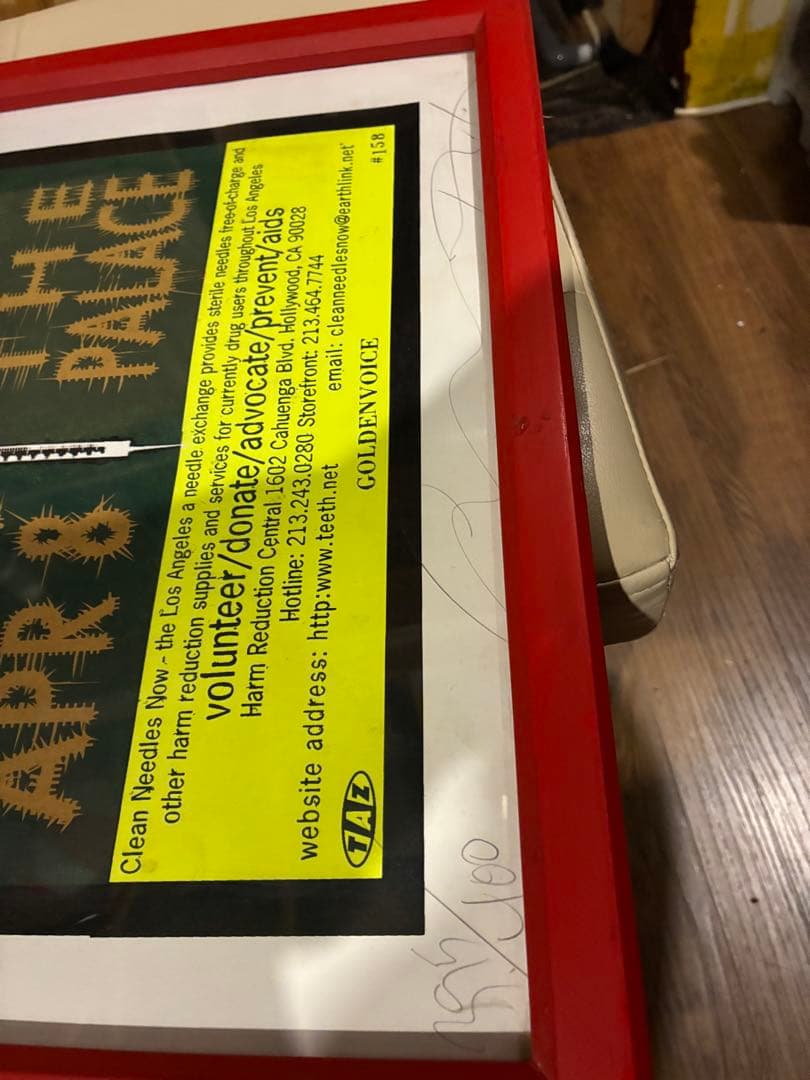 THE
PALACE
APR 8
Clean Needles Now - the Los Angeles a needle exchange provides sterile needles free-of-charge and
other harm reduction supplies and services for currently drug users throughout Los Angeles
volunteer/donate/advocate/prevent/aids
Harm Reduction Central 1602 Cahuenga Blvd. Hollywood, CA 90028
Hotline: 213.243.0280 Storefront: 213.464.7744
website address: http:www.teeth.net email: cleanneedlesnow@earthlink.net
TAZ GOLDENVOICE #158